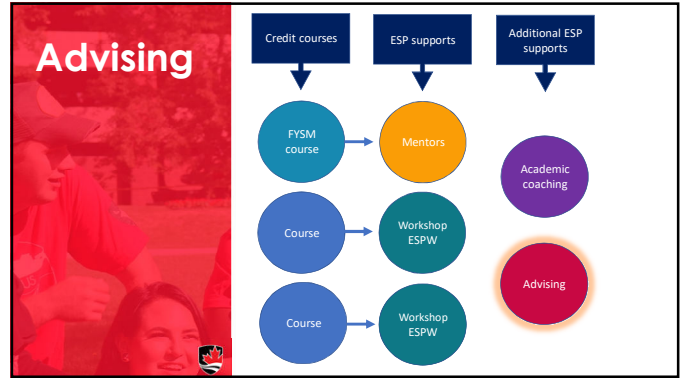 Advising
Credit courses
ESP supports
Additional ESP
supports
FYSM
course
Mentors
Academic
coaching
Course
Workshop
ESPW
Advising
Course
Workshop
ESPW